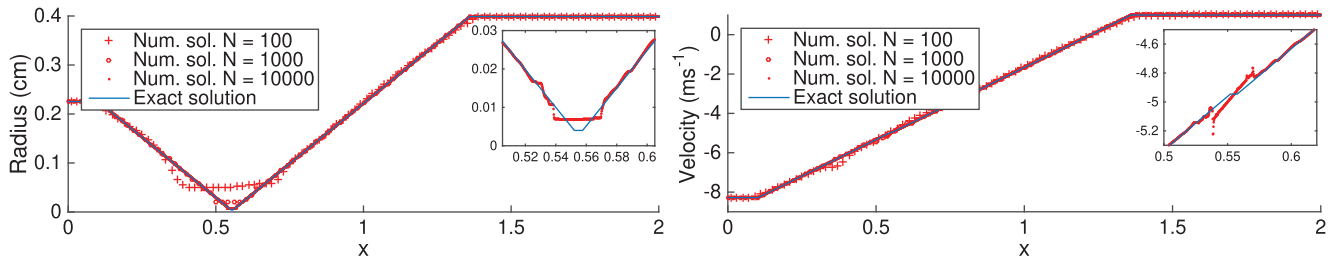 Radius (cm)
0.4
0.3
0.2
0.1
0
Num. sol. N = 100
Num. sol. N = 1000
Num. sol. N = 10000
Exact solution
0.03
0.02
0.01
0
0.52 0.54 0.56 0.58 0.6
0 0.5 1 1.5 2
x
Velocity (ms-1)
0
-2
-4
-6
-8
Num. sol. N = 100
Num. sol. N = 1000
Num. sol. N = 10000
Exact solution
-4.6
-4.8
-5
-5.2
0.5 0.55 0.6
0 0.5 1 1.5 2
x